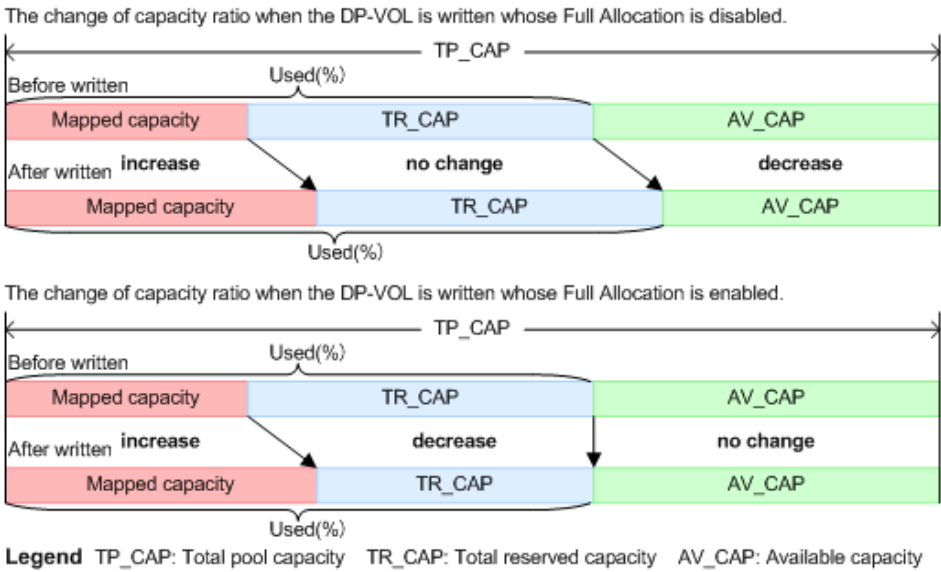 The change of capacity ratio when the DP-VOL is written whose Full Allocation is disabled.
TP_CAP
Used(%)
Before written
Mapped capacity TR_CAP AV_CAP
After written increase no change decrease
Mapped capacity TR_CAP AV_CAP
Used(%)
The change of capacity ratio when the DP-VOL is written whose Full Allocation is enabled.
TP_CAP
Used(%)
Before written
Mapped capacity TR_CAP AV_CAP
After written increase decrease no change
Mapped capacity TR_CAP AV_CAP
Used(%)
Legend TP_CAP: Total pool capacity TR_CAP: Total reserved capacity AV_CAP: Available capacity